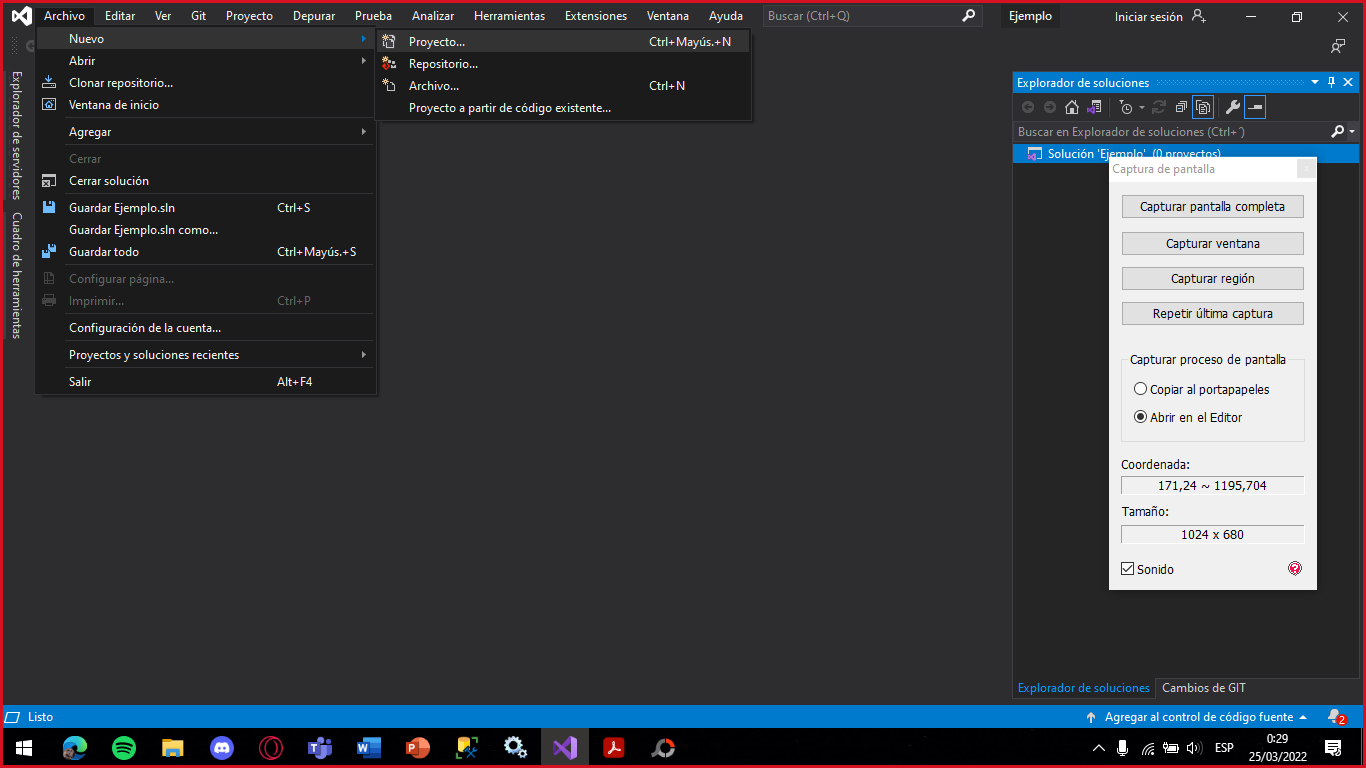 Archivo Editar Ver Git Proyecto Depurar Prueba Analizar Herramientas Extensiones Ventana Ayuda Buscar (Ctrl+Q) Ejemplo Iniciar sesión
Nuevo
Abrir
Clonar repositorio...
Ventana de inicio
Agregar
Cerrar
Cerrar solución
Guardar Ejemplo.sln Ctrl+S
Guardar Ejemplo.sln como...
Guardar todo Ctrl+Mayús.+S
Configurar página...
Imprimir... Ctrl+P
Configuración de la cuenta...
Proyectos y soluciones recientes
Salir Alt+F4
Proyecto... Ctrl+Mayús.+N
Repositorio...
Archivo... Ctrl+N
Proyecto a partir de código existente...
Explorador de servidores
Cuadro de herramientas
Explorador de soluciones
Buscar en Explorador de soluciones (Ctrl+´)
Solución 'Ejemplo' (0 proyectos)
Captura de pantalla
Capturar pantalla completa
Capturar ventana
Capturar región
Repetir última captura
Capturar proceso de pantalla
Copiar al portapapeles
Abrir en el Editor
Coordenada:
171,24 ~ 1195,704
Tamaño:
1024 x 680
Sonido
Explorador de soluciones Cambios de GIT
Listo
Agregar al control de código fuente
2
ESP
0:29
25/03/2022